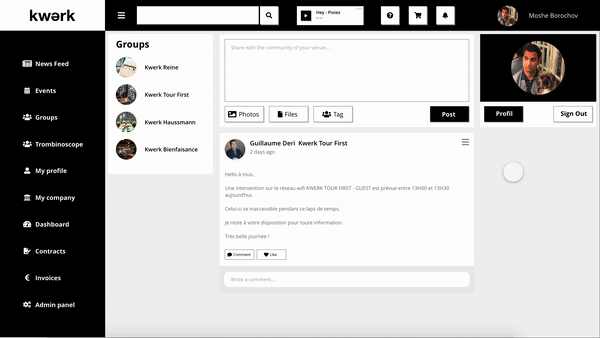 kwərk
Hey - Pixies
Moshe Borochov
News Feed
Events
Groups
Trombinoscope
My profile
My company
Dashboard
Contracts
Invoices
Admin panel
Groups
Kwerk Reine
Kwerk Tour First
Kwerk Haussmann
Kwerk Bienfaisance
Share with the community of your venue...
Photos
Files
Tag
Post
Guillaume Deri Kwerk Tour First
2 days ago
Hello à tous,
Une intervention sur le réseau wifi KWERK TOUR FIRST - GUEST est prévue entre 13H00 et 13H30
aujourd'hui.
Celui-ci se inaccessible pendant ce laps de temps.
Je reste à votre disposition pour toute information.
Très belle journée !
Comment
Like
Write a comment...
Profil
Sign Out